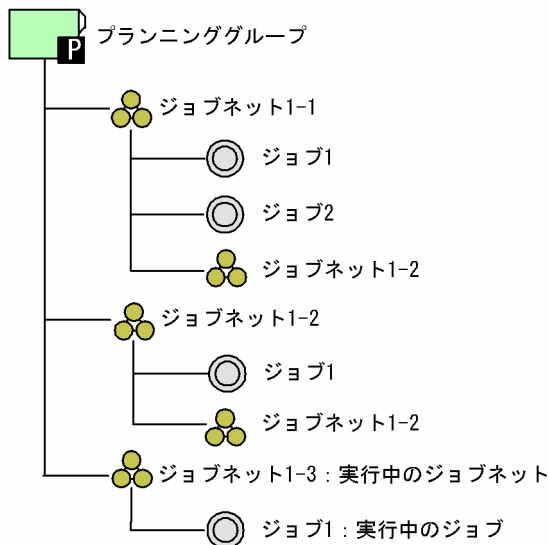 P プランニンググループ
ジョブネット1-1
ジョブ1
ジョブ2
ジョブネット1-2
ジョブネット1-2
ジョブ1
ジョブネット1-2
ジョブネット1-3：実行中のジョブネット
ジョブ1：実行中のジョブ